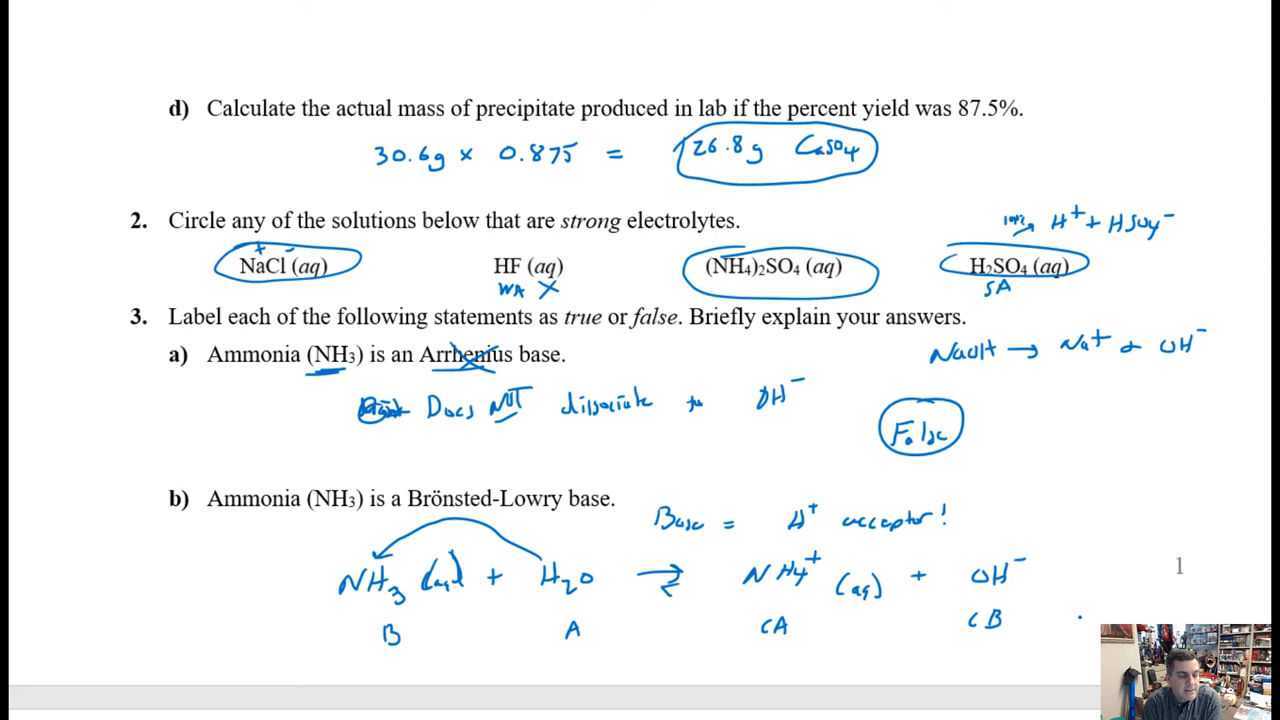 d) Calculate the actual mass of precipitate produced in lab if the percent yield was 87.5%.
30.6g × 0.875 = 26.8g CaSO4
2. Circle any of the solutions below that are strong electrolytes.
100% → H⁺ + HSO4⁻
+ -
NaCl (aq) HF (aq) (NH₄)₂SO₄ (aq) H₂SO₄ (aq)
WA X SA
3. Label each of the following statements as true or false. Briefly explain your answers.
NaOH → Na⁺ + OH⁻
a) Ammonia (NH₃) is an Arrhenius base.
Does NOT dissociate to OH⁻
False
b) Ammonia (NH₃) is a Brönsted-Lowry base.
Base = H⁺ acceptor!
NH₃ (aq) + H₂O ⇄ NH₄⁺ (aq) + OH⁻
B A CA CB
1